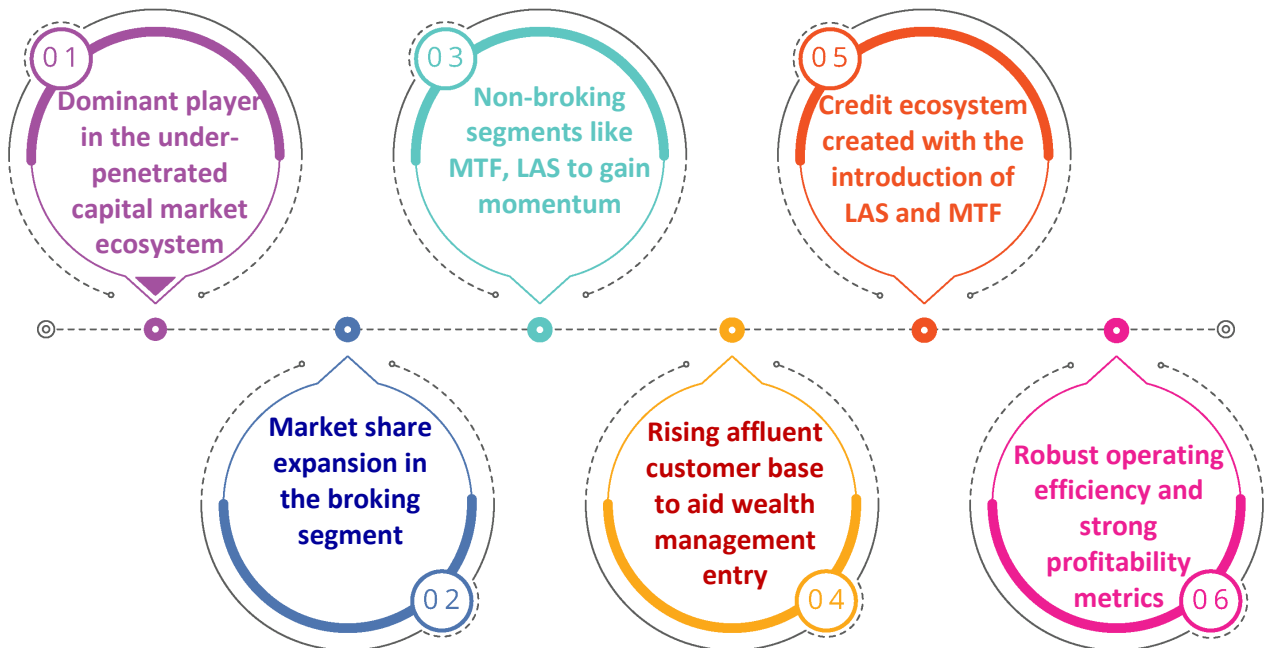 01
Dominant player
in the under-
penetrated
capital market
ecosystem
02
Market share
expansion in
the broking
segment
03
Non-broking
segments like
MTF, LAS to gain
momentum
04
Rising affluent
customer base
to aid wealth
management
entry
05
Credit ecosystem
created with the
introduction of
LAS and MTF
06
Robust operating
efficiency and
strong
profitability
metrics